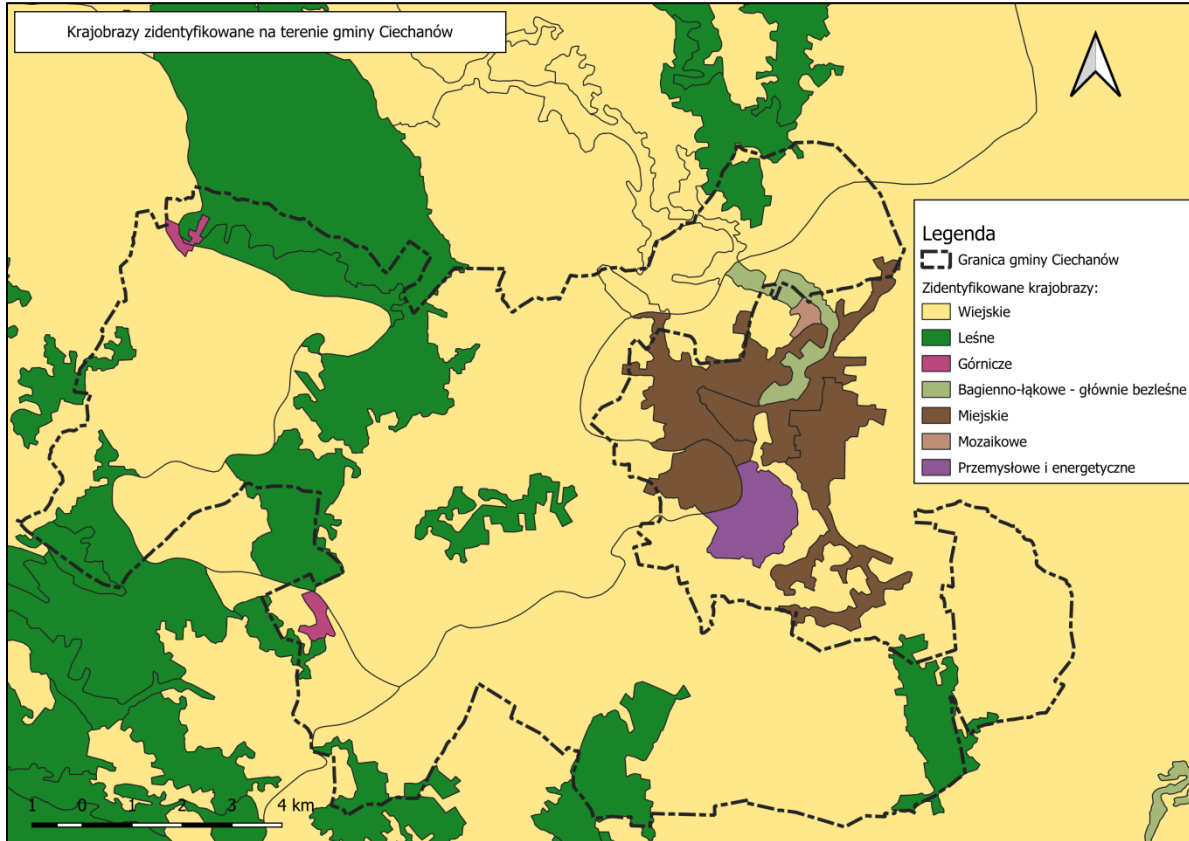 Krajobrazy zidentyfikowane na terenie gminy Ciechanów
Legenda
Granica gminy Ciechanów
Zidentyfikowane krajobrazy:
Wiejskie
Leśne
Górnicze
Bagienno-łąkowe - głównie bezleśne
Miejskie
Mozaikowe
Przemysłowe i energetyczne
1 0 1 2 3 4 km